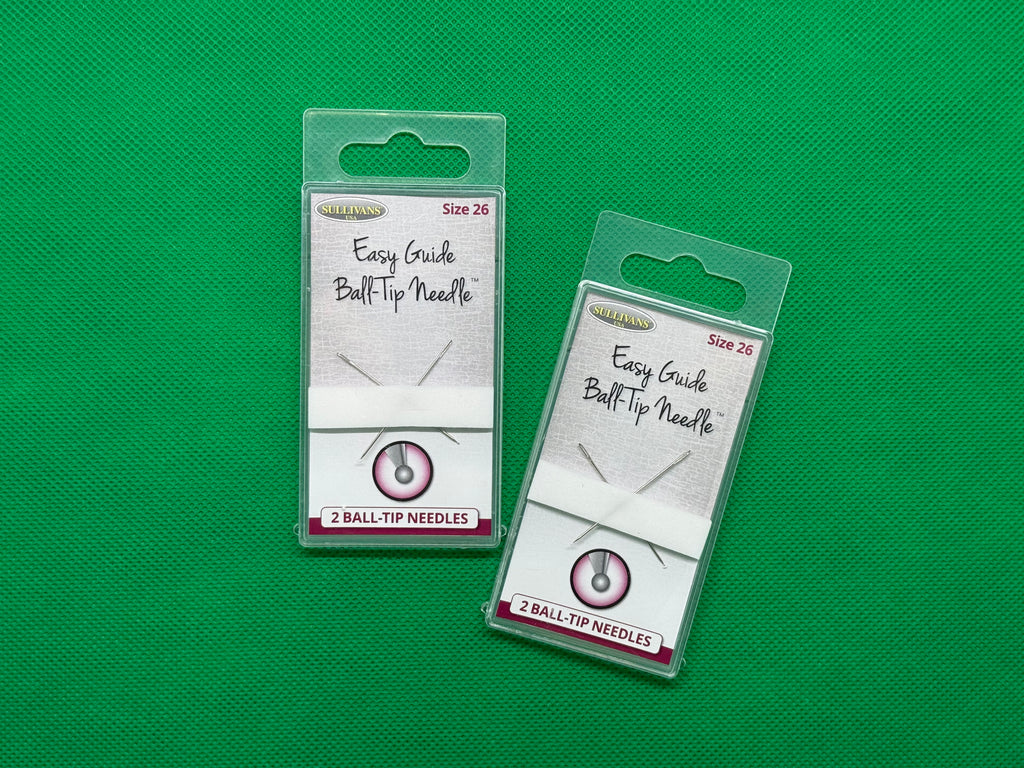 SULLIVANS
USA
Size 26
Easy Guide
Ball-Tip Needle™
2 BALL-TIP NEEDLES
SULLIVANS
USA
Size 26
Easy Guide
Ball-Tip Needle™
2 BALL-TIP NEEDLES